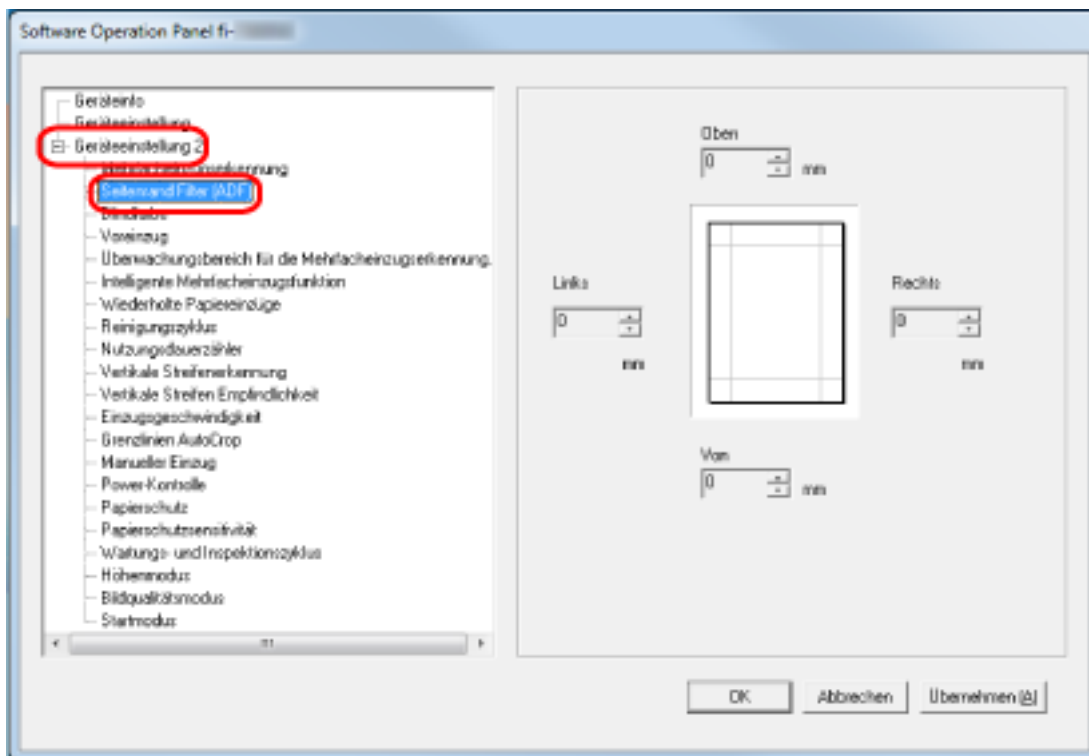 Software Operation Panel fi-
Geräteinfo
Geräteeinstellung
Geräteeinstellung 2
Seitenrand Filter (ADF)
Voreinzug
Überwachungsbereich für die Mehrfacheinzugserkennung.
Intelligente Mehrfacheinzugsfunktion
Wiederholte Papiereinzüge
Reinigungszyklus
Nutzungsdauerzähler
Vertikale Streifenerkennung
Vertikale Streifen Empfindlichkeit
Einzugsgeschwindigkeit
Grenzlinien AutoCrop
Manueller Einzug
Power-Kontrolle
Papierschutz
Papierschutzsensitivität
Wartungs- und Inspektionszyklus
Höhenmodus
Bildqualitätsmodus
Startmodus
Oben
0 mm
Links
0
mm
Rechts
0
mm
0 mm
OK Abbrechen Übernehmen (A)